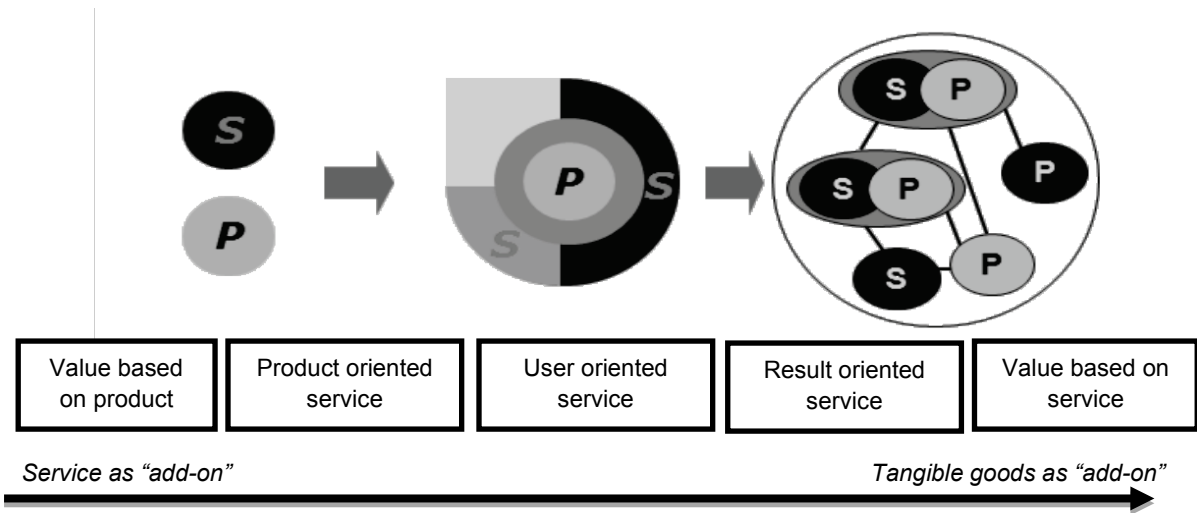 S
P
P
S
S
S
P
S
P
P
S
P
Value based
on product
Product oriented
service
User oriented
service
Result oriented
service
Value based on
service
Service as “add-on”
Tangible goods as “add-on”